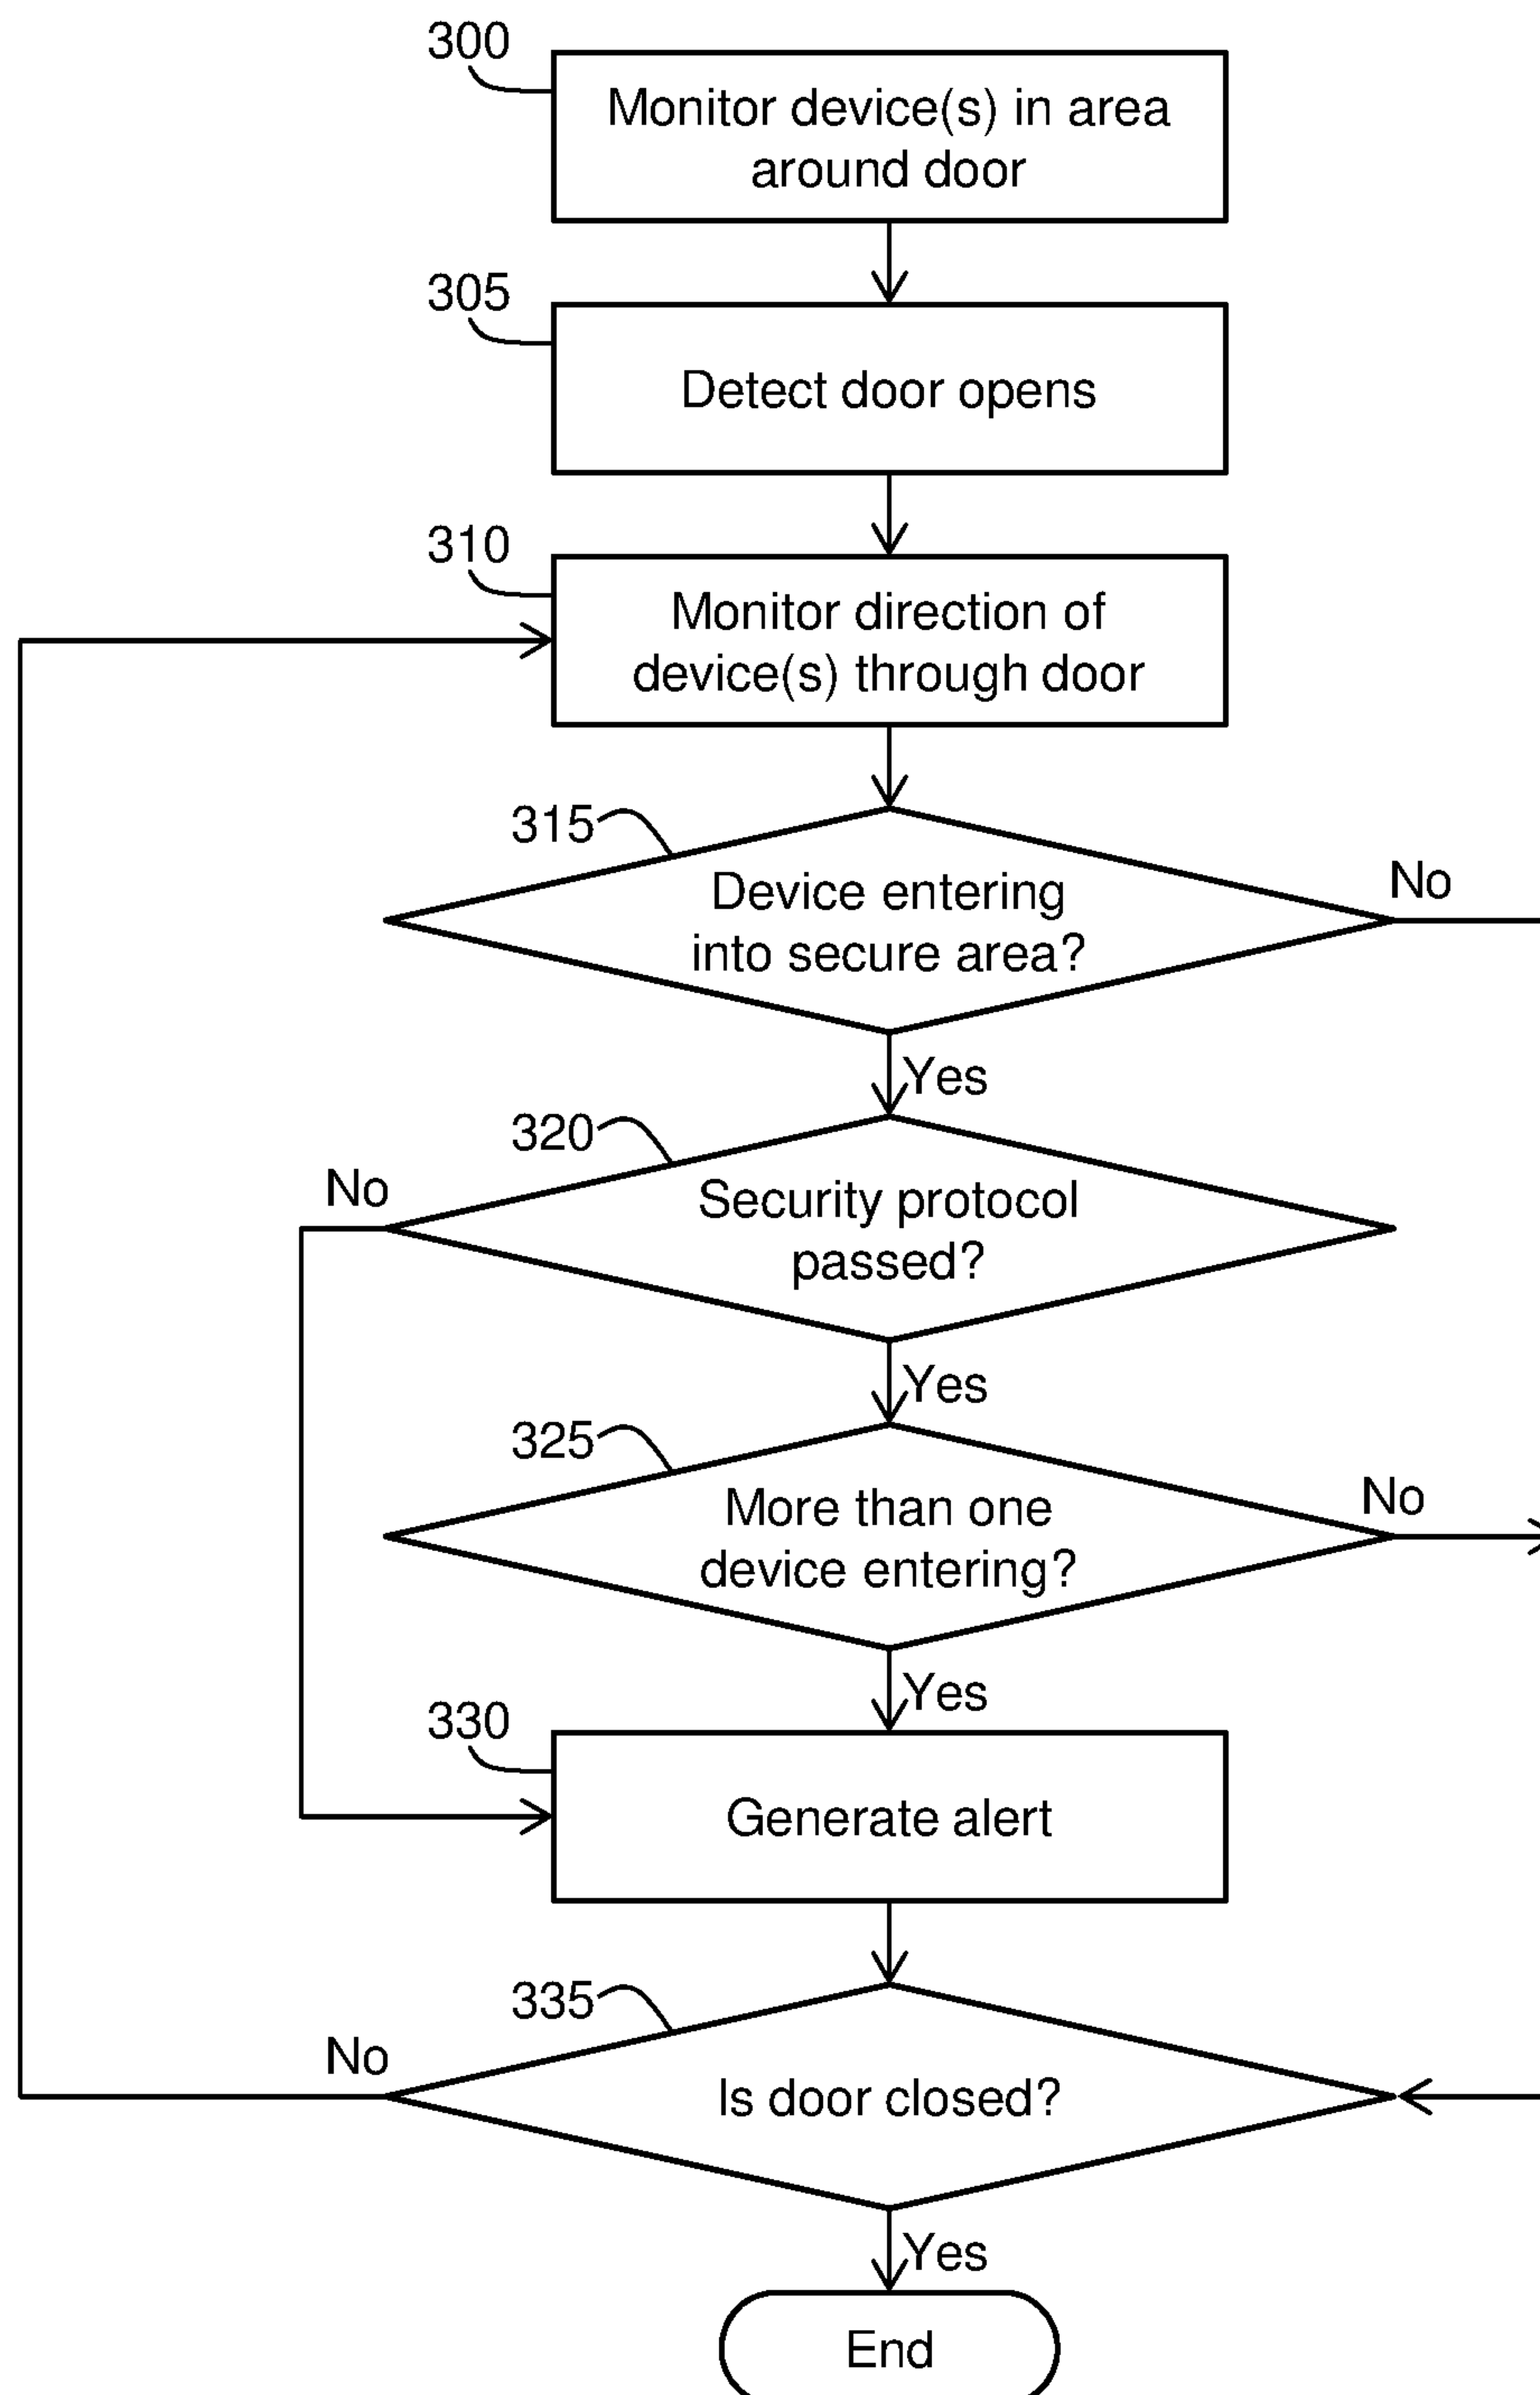 300
Monitor device(s) in area
around door
305
Detect door opens
310
Monitor direction of
device(s) through door
315
Device entering
into secure area?
No
Yes
320
No
Security protocol
passed?
Yes
325
More than one
device entering?
No
Yes
330
Generate alert
335
No
Is door closed?
Yes
End